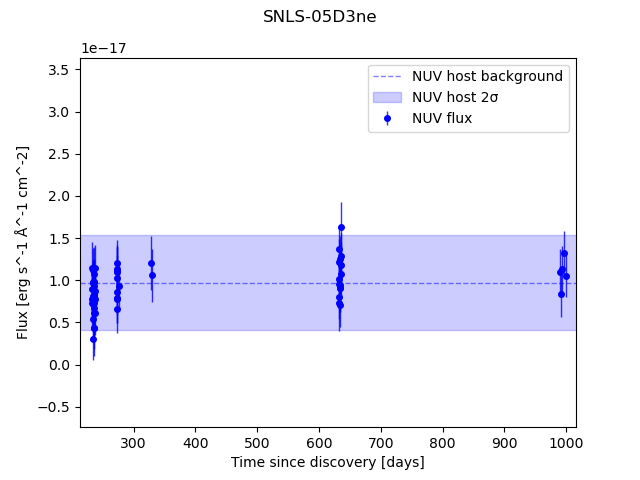 SNLS-05D3ne
1e−17
NUV host background
NUV host 2σ
NUV flux
3.5
3.0
2.5
2.0
1.5
1.0
0.5
0.0
−0.5
Flux [erg s^-1 Å^-1 cm^-2]
300 400 500 600 700 800 900 1000
Time since discovery [days]